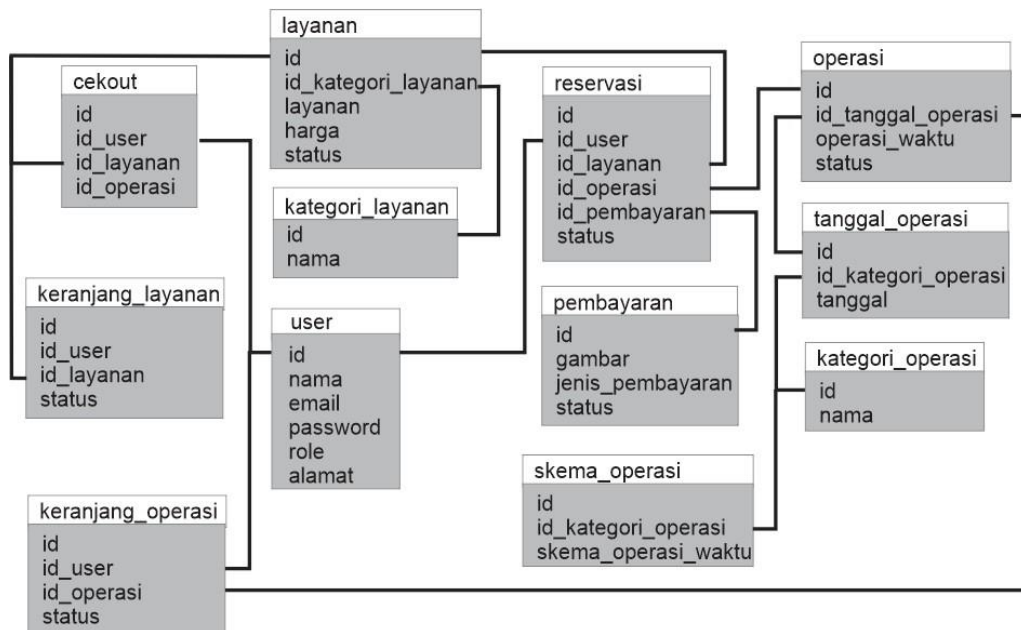 layanan
id
id_kategori_layanan
layanan
harga
status
cekout
id
id_user
id_layanan
id_operasi
kategori_layanan
id
nama
reservasi
id
id_user
id_layanan
id_operasi
id_pembayaran
status
operasi
id
id_tanggal_operasi
operasi_waktu
status
tanggal_operasi
id
id_kategori_operasi
tanggal
keranjang_layanan
id
id_user
id_layanan
status
user
id
nama
email
password
role
alamat
pembayaran
id
gambar
jenis_pembayaran
status
kategori_operasi
id
nama
skema_operasi
id
id_kategori_operasi
skema_operasi_waktu
keranjang_operasi
id
id_user
id_operasi
status